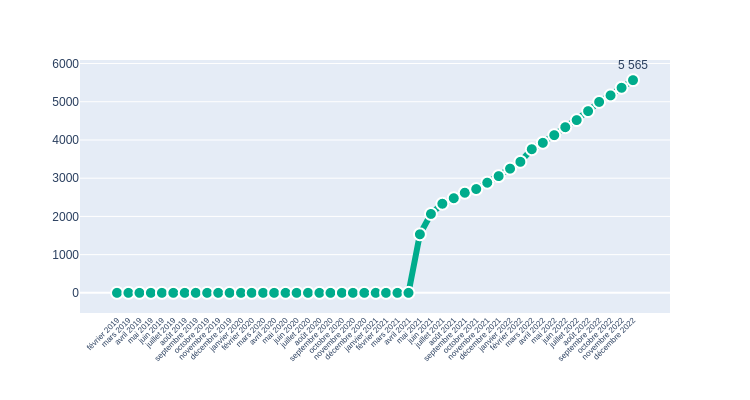 5 565
6000
5000
4000
3000
2000
1000
0
février 2019
mars 2019
avril 2019
mai 2019
juin 2019
juillet 2019
août 2019
septembre 2019
octobre 2019
novembre 2019
décembre 2019
janvier 2020
février 2020
mars 2020
avril 2020
mai 2020
juin 2020
juillet 2020
août 2020
septembre 2020
octobre 2020
novembre 2020
décembre 2020
janvier 2021
février 2021
mars 2021
avril 2021
mai 2021
juin 2021
juillet 2021
août 2021
septembre 2021
octobre 2021
novembre 2021
décembre 2021
janvier 2022
février 2022
mars 2022
avril 2022
mai 2022
juin 2022
juillet 2022
août 2022
septembre 2022
octobre 2022
novembre 2022
décembre 2022